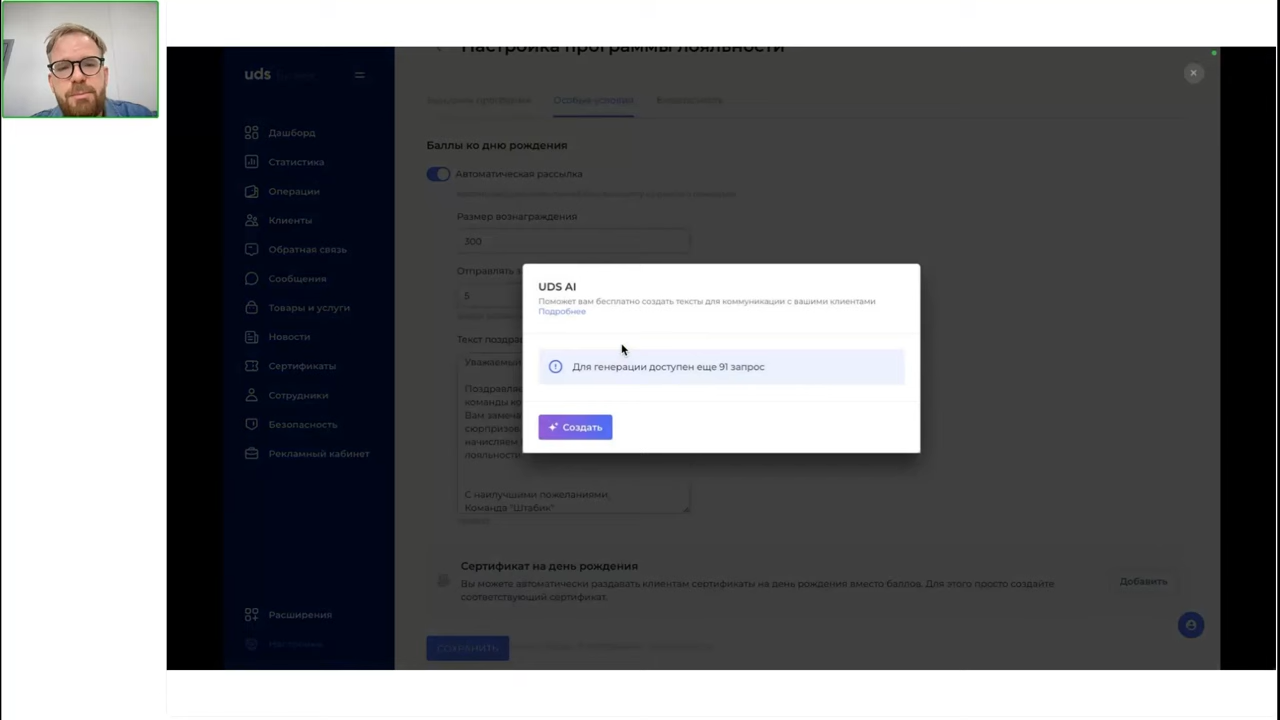 Настройка программы лояльности
uds
Особые условия
Безопасность
Дашборд
Статистика
Операции
Клиенты
Обратная связь
Сообщения
Товары и услуги
Новости
Сертификаты
Сотрудники
Безопасность
Рекламный кабинет
Расширения
Настройки
Баллы ко дню рождения
Автоматическая рассылка
Размер вознаграждения
300
Отправлять
5
Текст
Уважаемый
команды
Вам
сюрпризов
начисляем
лояльности
С наилучшими пожеланиями,
Команда "Штабик"
UDS AI
Поможет вам бесплатно создать тексты для коммуникации с вашими клиентами
Подробнее
Для генерации доступен еще 91 запрос
Создать
Сертификат на день рождения
Вы можете автоматически раздавать клиентам сертификаты на день рождения вместо баллов. Для этого просто создайте
соответствующий сертификат.
Добавить
СОХРАНИТЬ